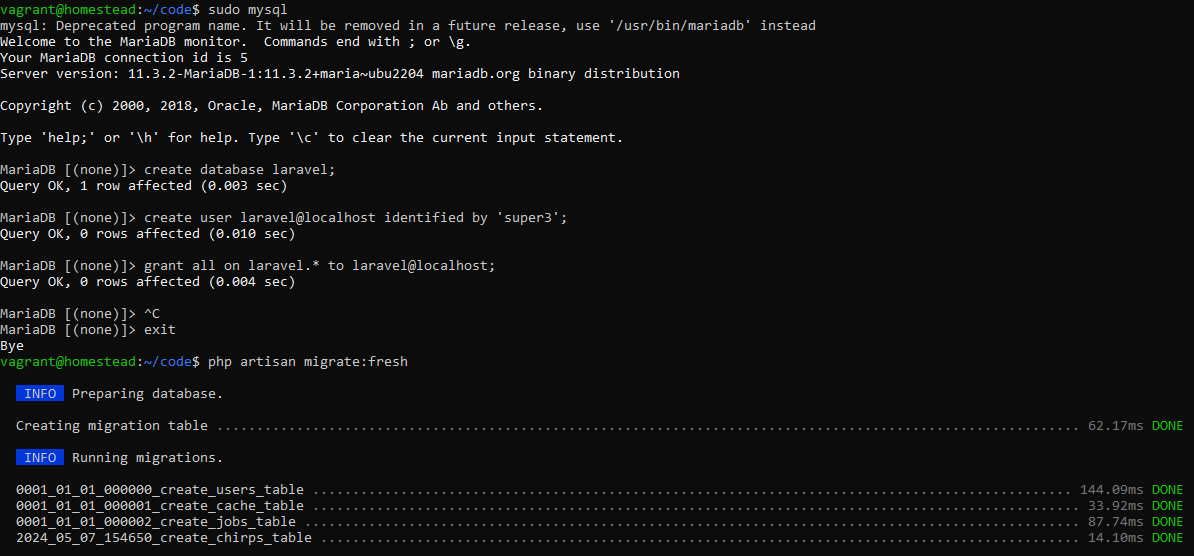 vagrant@homestead:~/code$ sudo mysql
mysql: Deprecated program name. It will be removed in a future release, use '/usr/bin/mariadb' instead
Welcome to the MariaDB monitor.  Commands end with ; or \g.
Your MariaDB connection id is 5
Server version: 11.3.2-MariaDB-1:11.3.2+maria~ubu2204 mariadb.org binary distribution
Copyright (c) 2000, 2018, Oracle, MariaDB Corporation Ab and others.
Type 'help;' or '\h' for help. Type '\c' to clear the current input statement.
MariaDB [(none)]> create database laravel;
Query OK, 1 row affected (0.003 sec)
MariaDB [(none)]> create user laravel@localhost identified by 'super3';
Query OK, 0 rows affected (0.010 sec)
MariaDB [(none)]> grant all on laravel.* to laravel@localhost;
Query OK, 0 rows affected (0.004 sec)
MariaDB [(none)]> ^C
MariaDB [(none)]> exit
Bye
vagrant@homestead:~/code$ php artisan migrate:fresh
INFO  Preparing database.
Creating migration table ............................................................................................................ 62.17ms DONE
INFO  Running migrations.
0001_01_01_000000_create_users_table ............................................................................................... 144.09ms DONE
0001_01_01_000001_create_cache_table ................................................................................................ 33.92ms DONE
0001_01_01_000002_create_jobs_table ................................................................................................. 87.74ms DONE
2024_05_07_154650_create_chirps_table ............................................................................................... 14.10ms DONE